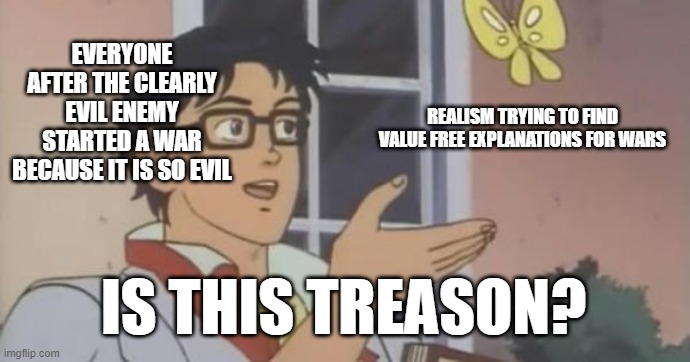 EVERYONE
AFTER THE CLEARLY
EVIL ENEMY
STARTED A WAR
BECAUSE IT IS SO EVIL
REALISM TRYING TO FIND
VALUE FREE EXPLANATIONS FOR WARS
IS THIS TREASON?
imgflip.com